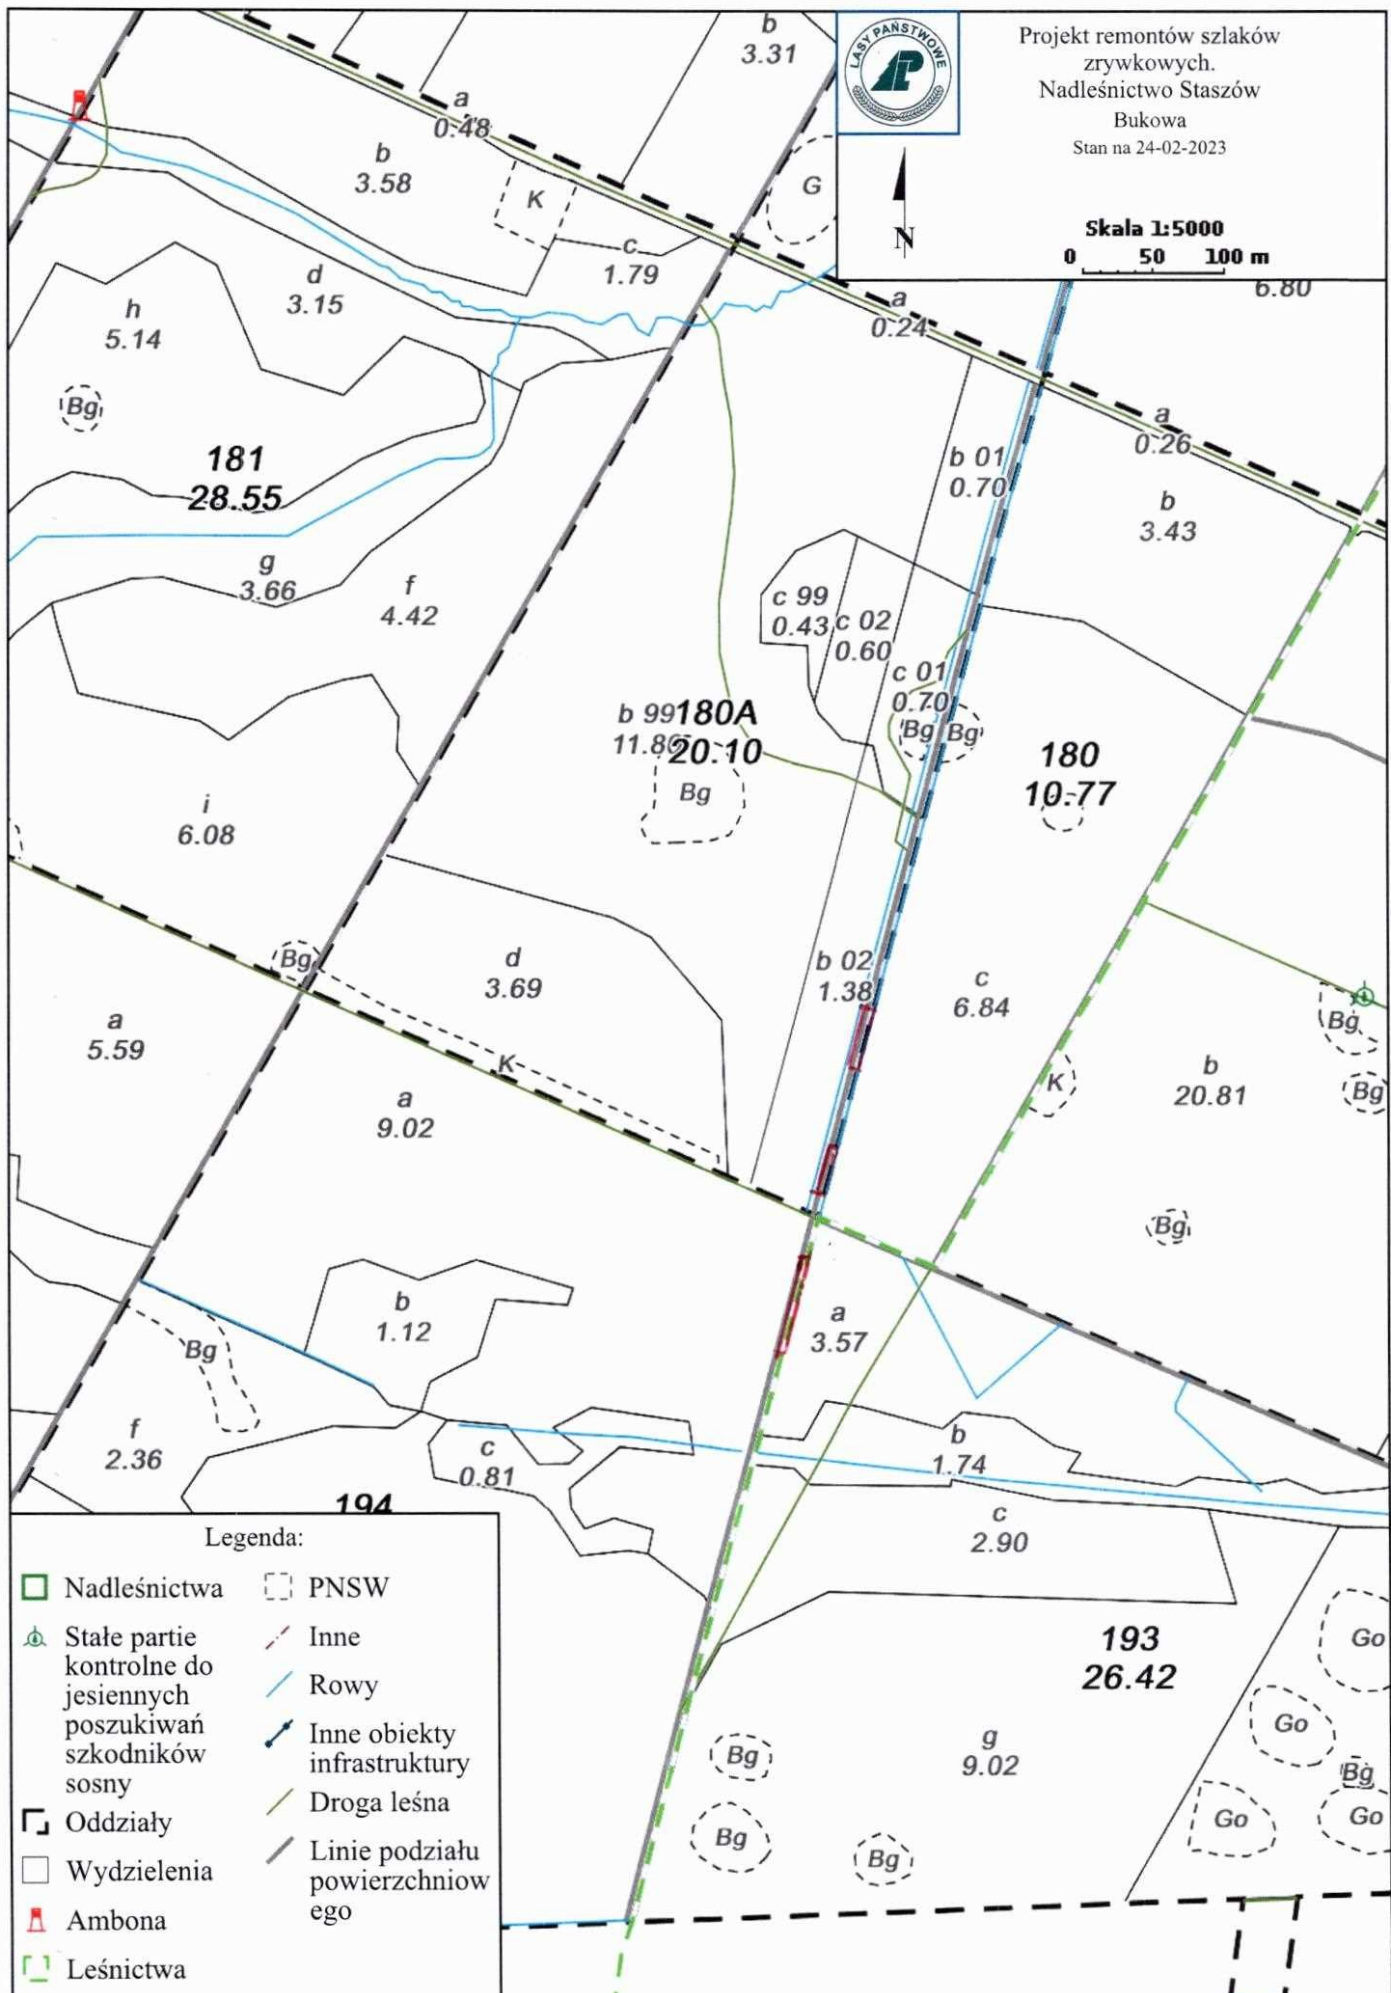 LASY PAŃSTWOWE
Projekt remontów szlaków
zrywkowych.
Nadleśnictwo Staszów
Bukowa
Stan na 24-02-2023
N
Skala 1:5000
0 50 100 m
b
3.31
a
0.48
b
3.58
K
G
c
1.79
d
3.15
h
5.14
Bg
181
28.55
g
3.66
f
4.42
i
6.08
a
0.24
6.80
a
0.26
b 01
0.70
b
3.43
c 99
0.43
c 02
0.60
c 01
0.70
Bg
Bg
b 99
180A
20.10
Bg
180
10.77
b 02
1.38
c
6.84
Bg
d
3.69
K
a
5.59
a
9.02
K
b
20.81
Bg
Bg
Bg
b
1.12
Bg
a
3.57
f
2.36
c
0.81
b
1.74
c
2.90
194
193
26.42
g
9.02
Bg
Bg
Bg
Go
Go
Bg
Go
Go
Legenda:
Nadleśnictwa
Stałe partie
kontrolne do
jesiennych
poszukiwań
szkodników
sosny
Oddziały
Wydzielenia
Ambona
Leśnictwa
PNSW
Inne
Rowy
Inne obiekty
infrastruktury
Droga leśna
Linie podziału
powierzchniow
ego